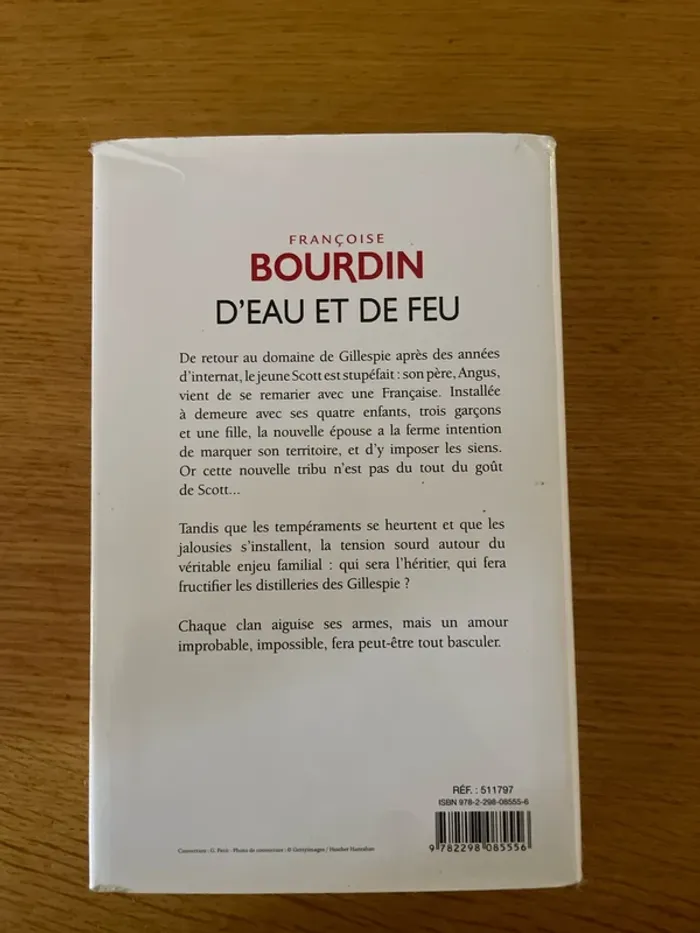 FRANÇOISE
BOURDIN
D'EAU ET DE FEU
De retour au domaine de Gillespie après des années
d'internat, le jeune Scott est stupéfait : son père, Angus,
vient de se remarier avec une Française. Installée
à demeure avec ses quatre enfants, trois garçons
et une fille, la nouvelle épouse a la ferme intention
de marquer son territoire, et d'y imposer les siens.
Or cette nouvelle tribu n'est pas du tout du goût
de Scott...
Tandis que les tempéraments se heurtent et que les
jalousies s'installent, la tension sourd autour du
véritable enjeu familial : qui sera l'héritier, qui fera
fructifier les distilleries des Gillespie ?
Chaque clan aiguise ses armes, mais un amour
improbable, impossible, fera peut-être tout basculer.
RÉF. : 511797
ISBN 978-2-298-08555-6
9 782298 085556
Couverture : G. - Photo de couverture : © Gettyimages / Heather